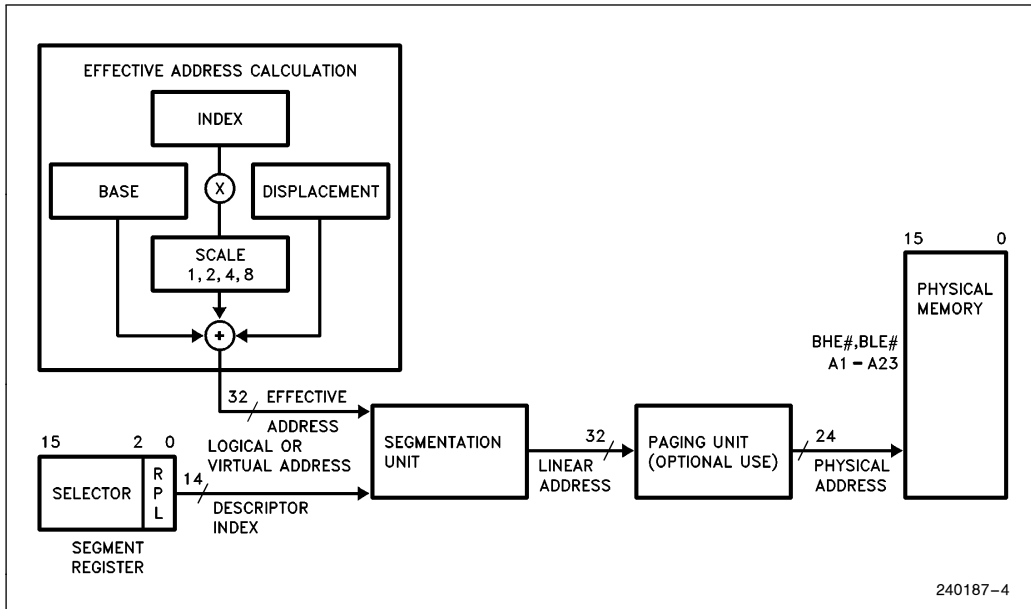 EFFECTIVE ADDRESS CALCULATION
INDEX
BASE
X
DISPLACEMENT
SCALE
1, 2, 4, 8
+
15 0
PHYSICAL
MEMORY
BHE#,BLE#
A1 – A23
32 EFFECTIVE
ADDRESS
LOGICAL OR
VIRTUAL ADDRESS
15 2 0
SELECTOR
R
P
L
14
DESCRIPTOR
INDEX
SEGMENT
REGISTER
SEGMENTATION
UNIT
32
LINEAR
ADDRESS
PAGING UNIT
(OPTIONAL USE)
24
PHYSICAL
ADDRESS
240187–4